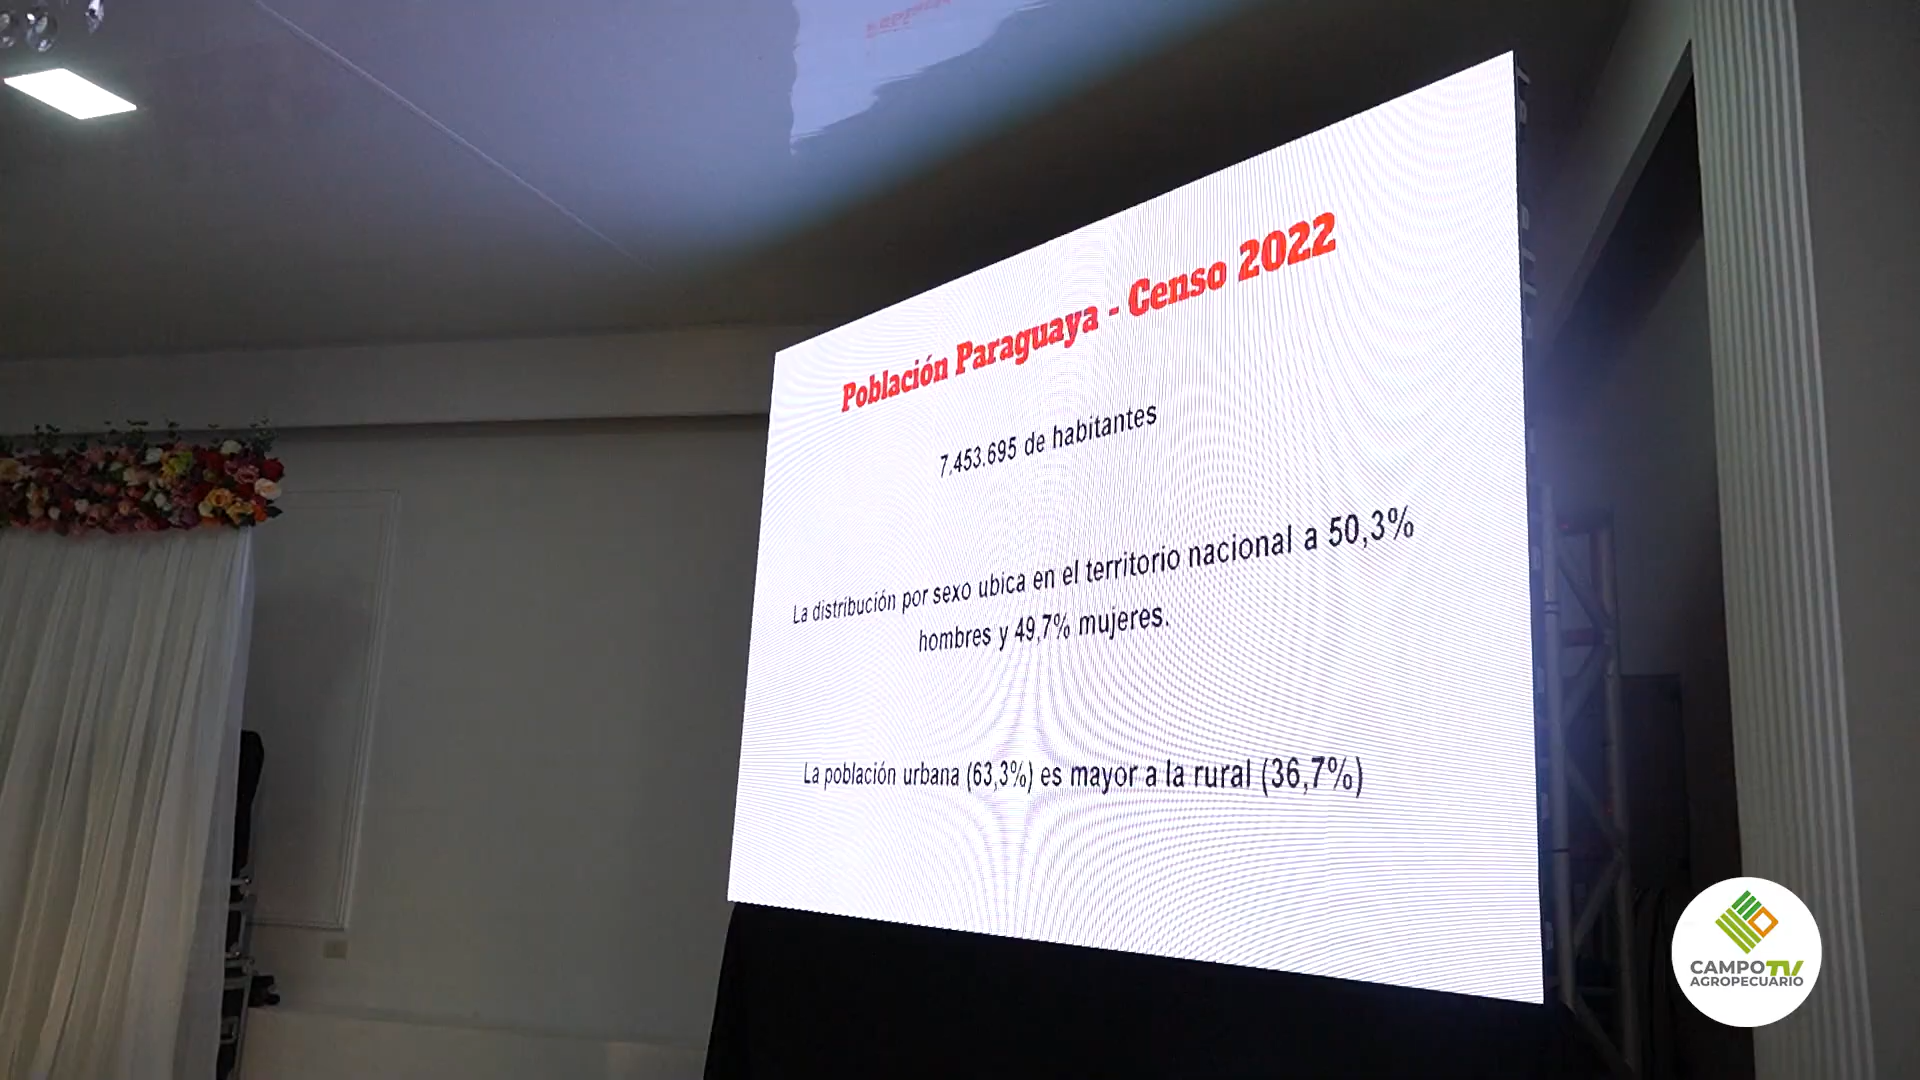 Población Paraguaya - Censo 2022
7.453.695 de habitantes
La distribución por sexo ubica en el territorio nacional a 50,3%
hombres y 49,7% mujeres.
La población urbana (63,3%) es mayor a la rural (36,7%)
CAMPO TV
AGROPECUARIO